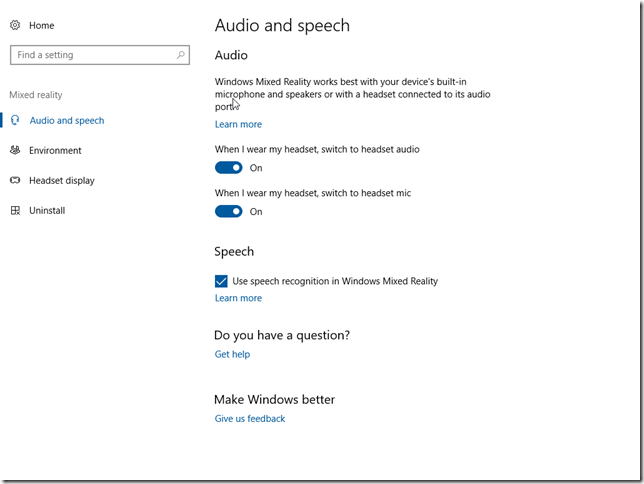 Home
Find a setting
Mixed reality
Audio and speech
Environment
Headset display
Uninstall
Audio and speech
Audio
Windows Mixed Reality works best with your device's built-in
microphone and speakers or with a headset connected to its audio
port.
Learn more
When I wear my headset, switch to headset audio
On
When I wear my headset, switch to headset mic
On
Speech
Use speech recognition in Windows Mixed Reality
Learn more
Do you have a question?
Get help
Make Windows better
Give us feedback